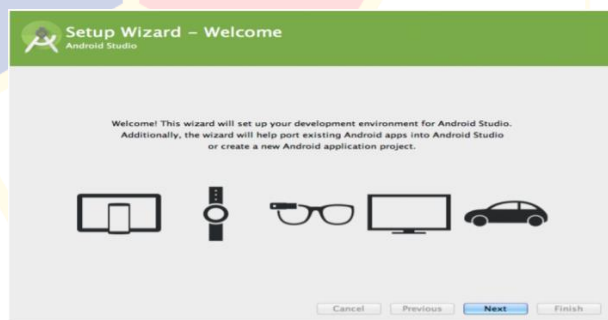 Setup Wizard – Welcome
Android Studio
Welcome! This wizard will set up your development environment for Android Studio.
Additionally, the wizard will help port existing Android apps into Android Studio
or create a new Android application project.
Cancel Previous Next Finish